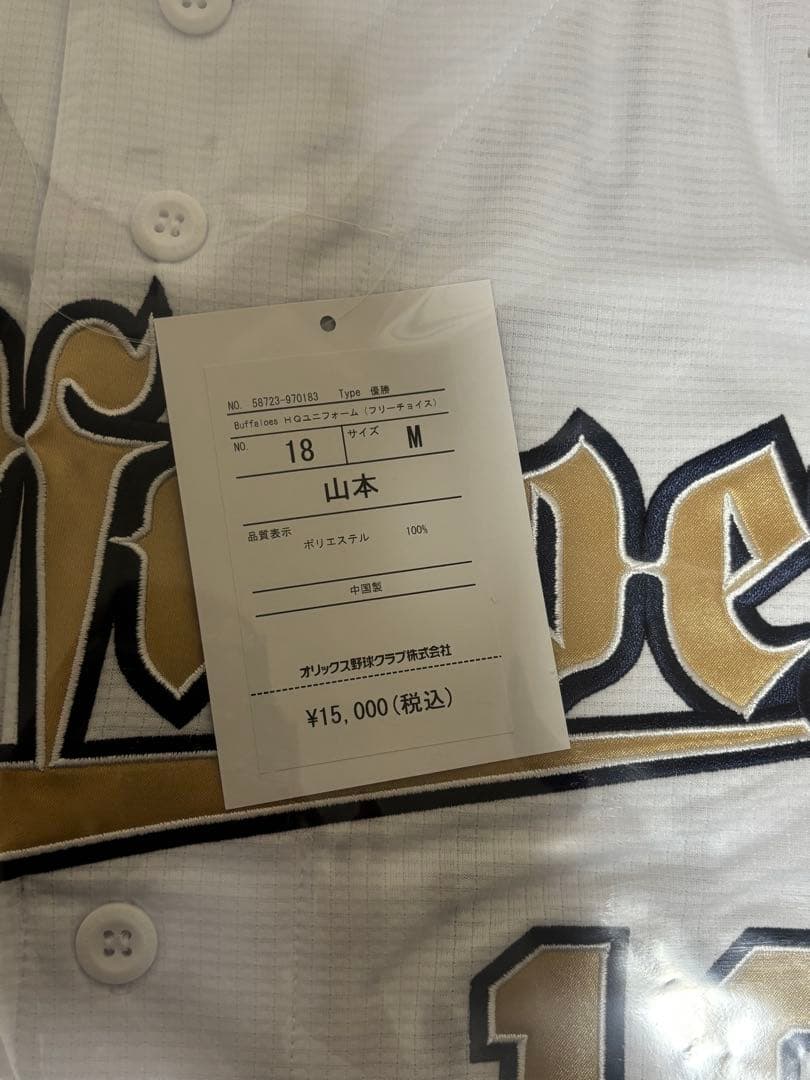 NO. 58723-970183 Type 優勝
Buffaloes HQユニフォーム (フリーチョイス)
NO. 18 サイズ M
山本
品質表示 ポリエステル 100%
中国製
オリックス野球クラブ株式会社
¥15,000(税込)